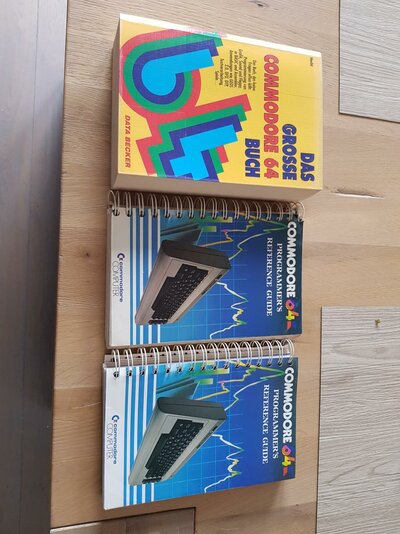 DAS
GROSSE
COMMODORE 64
BUCH
64
DATA BECKER
COMMODORE 64
PROGRAMMER'S
REFERENCE GUIDE
commodore
COMPUTER
COMMODORE 64
PROGRAMMER'S
REFERENCE GUIDE
commodore
COMPUTER